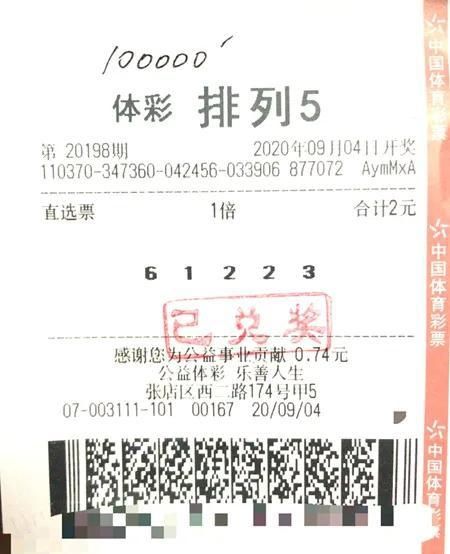 100000
体彩 排列5
第 20198期 2020年09月04日开奖
110370-347360-042456-033906 877072 AymMxA
直选票 1倍 合计2元
6 1 2 2 3
已兑奖
感谢您为公益事业贡献 0.74元
公益体彩 乐善人生
张店区西二路174号甲5
07-003111-101 00167 20/09/04
中国体育彩票
中国体育彩票
中国体育彩票